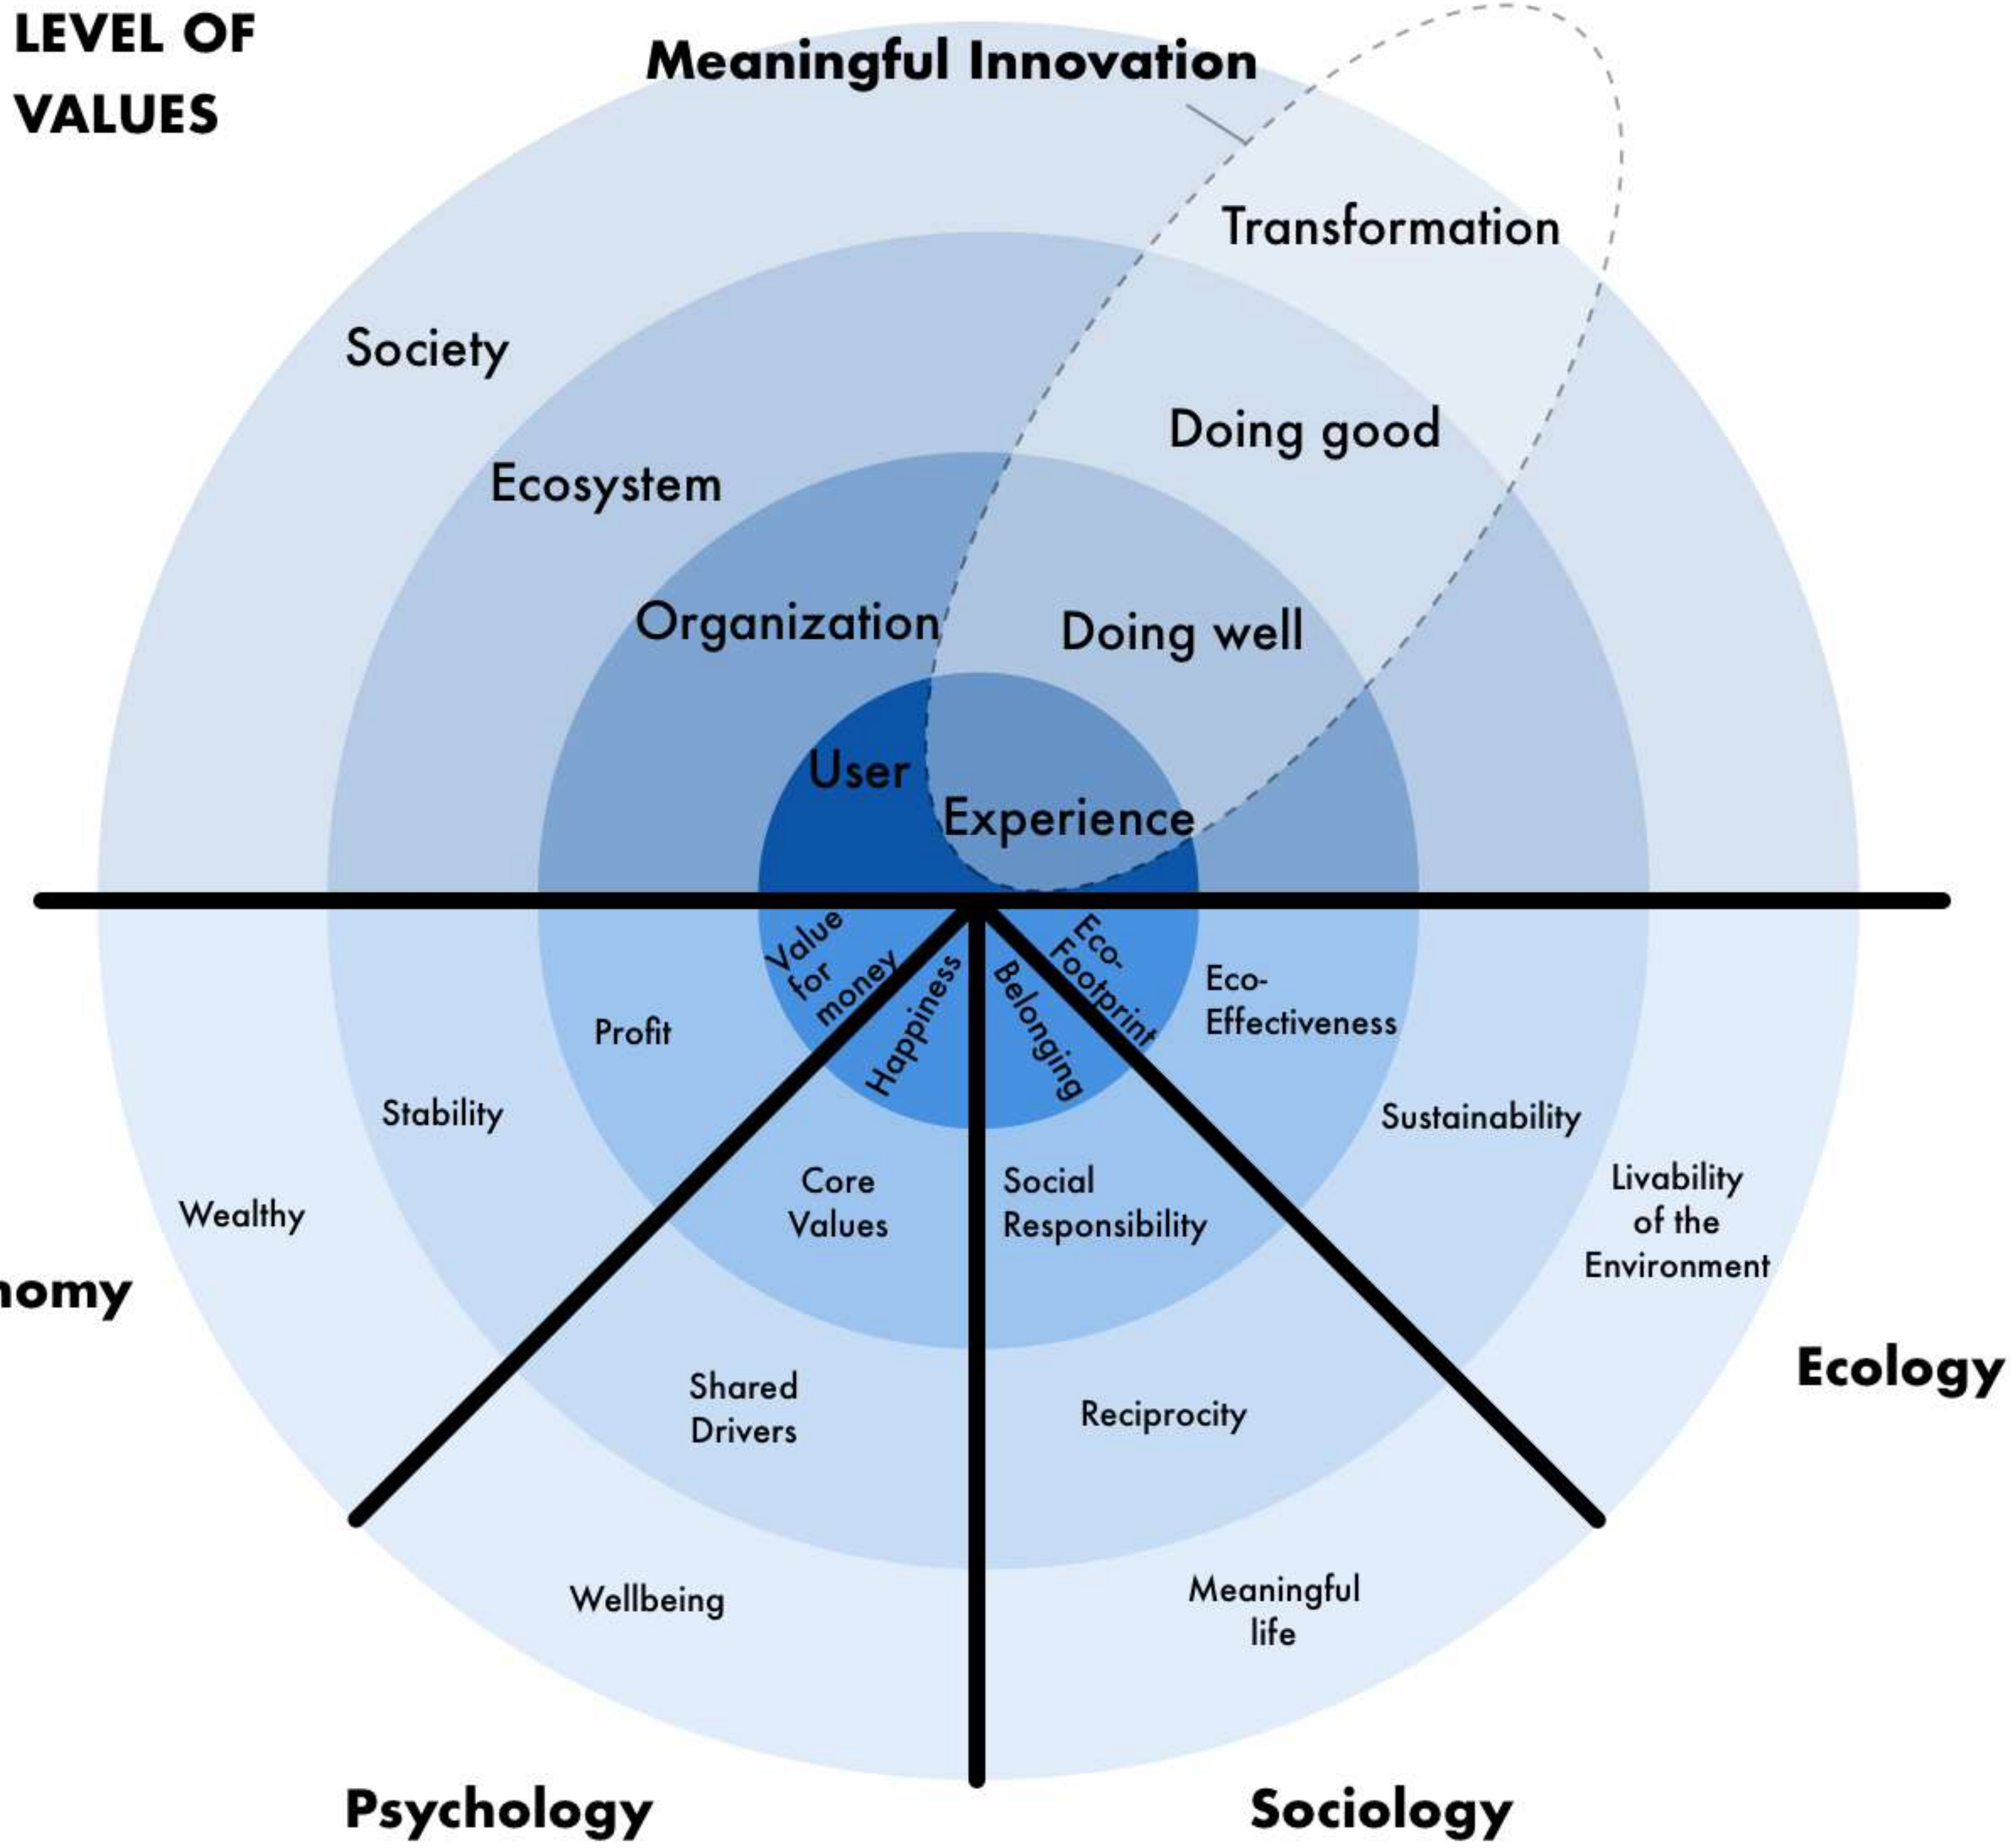 LEVEL OF
VALUES
Meaningful Innovation
Transformation
Society
Doing good
Ecosystem
Organization
Doing well
User
Experience
Value
for
money
Happiness
Belonging
Eco-
Footprint
Eco-
Effectiveness
Profit
Stability
Sustainability
Wealthy
Core
Values
Social
Responsibility
Livability
of the
Environment
nomy
Ecology
Shared
Drivers
Reciprocity
Wellbeing
Meaningful
life
Psychology
Sociology